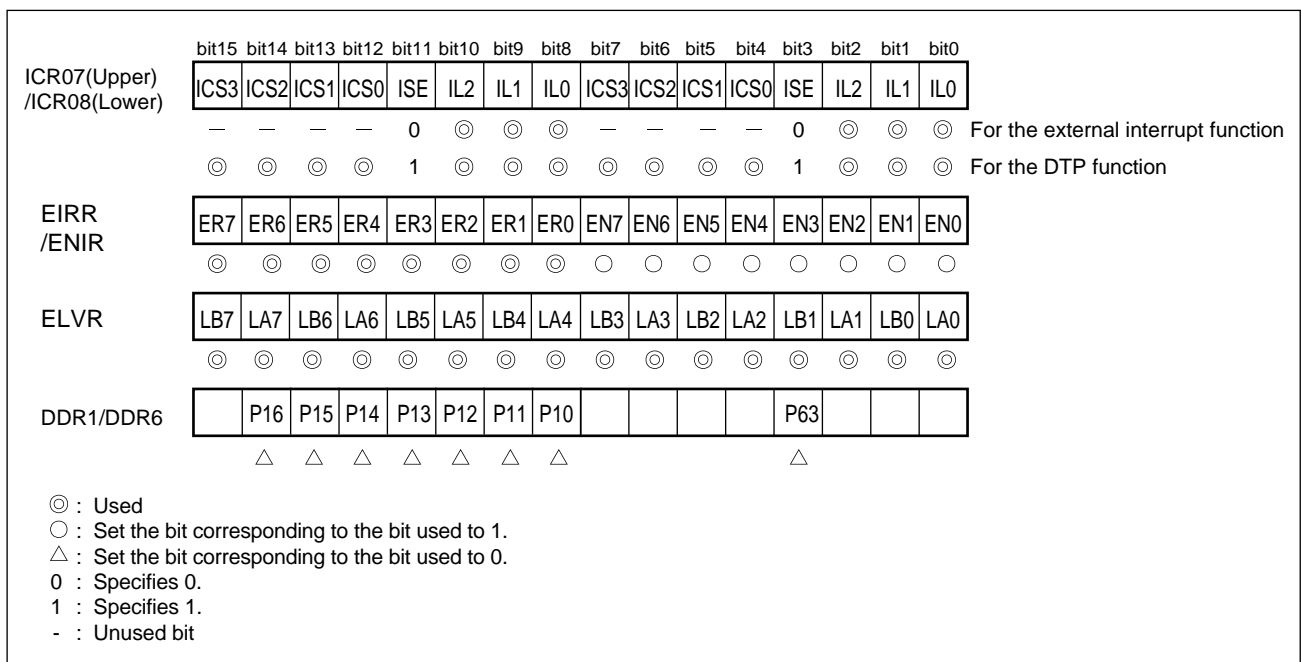 bit15 bit14 bit13 bit12 bit11 bit10 bit9 bit8 bit7 bit6 bit5 bit4 bit3 bit2 bit1 bit0
ICR07(Upper)
/ICR08(Lower)
ICS3 ICS2 ICS1 ICS0 ISE IL2 IL1 IL0 ICS3 ICS2 ICS1 ICS0 ISE IL2 IL1 IL0
— — — — 0 ◎ ◎ ◎ — — — — 0 ◎ ◎ ◎ For the external interrupt function
◎ ◎ ◎ ◎ 1 ◎ ◎ ◎ ◎ ◎ ◎ ◎ 1 ◎ ◎ ◎ For the DTP function
EIRR
/ENIR
ER7 ER6 ER5 ER4 ER3 ER2 ER1 ER0 EN7 EN6 EN5 EN4 EN3 EN2 EN1 EN0
◎ ◎ ◎ ◎ ◎ ◎ ◎ ◎ ○ ○ ○ ○ ○ ○ ○ ○
ELVR
LB7 LA7 LB6 LA6 LB5 LA5 LB4 LA4 LB3 LA3 LB2 LA2 LB1 LA1 LB0 LA0
◎ ◎ ◎ ◎ ◎ ◎ ◎ ◎ ◎ ◎ ◎ ◎ ◎ ◎ ◎ ◎
DDR1/DDR6
P16 P15 P14 P13 P12 P11 P10 P63
△ △ △ △ △ △ △ △
◎ : Used
○ : Set the bit corresponding to the bit used to 1.
△ : Set the bit corresponding to the bit used to 0.
0 : Specifies 0.
1 : Specifies 1.
- : Unused bit